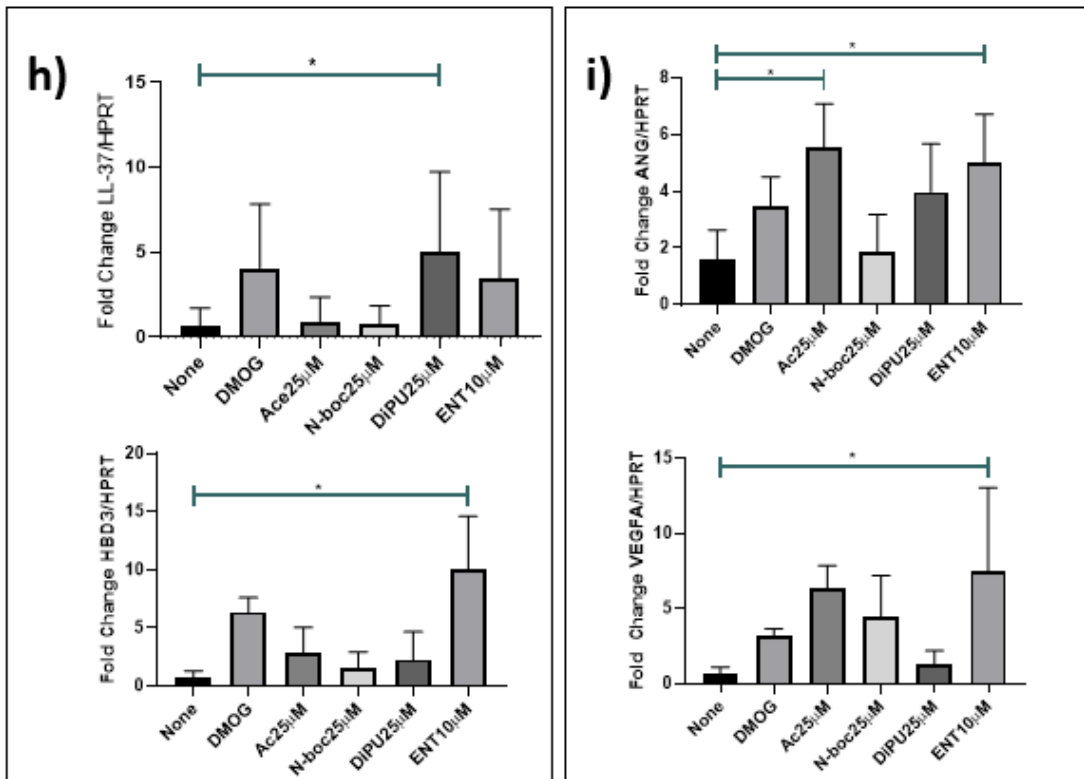 h)
Fold Change LL-37/HPRT
15
10
5
0
*
None
DMOG
Ace25µM
N-boc25µM
DiPU25µM
ENT10µM
Fold Change HBD3/HPRT
20
15
10
5
0
*
None
DMOG
Ac25µM
N-boc25µM
DiPU25µM
ENT10µM
i)
Fold Change ANG/HPRT
8
6
4
2
0
*
*
None
DMOG
Ac25µM
N-boc25µM
DiPU25µM
ENT10µM
Fold Change VEGFA/HPRT
15
10
5
0
*
None
DMOG
Ac25µM
N-boc25µM
DiPU25µM
ENT10µM